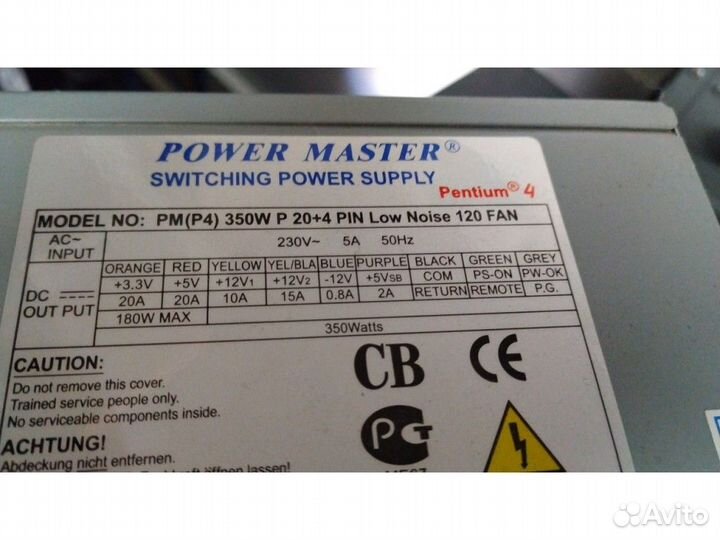 POWER MASTER®
SWITCHING POWER SUPPLY
Pentium® 4
MODEL NO: PM(P4) 350W P 20+4 PIN Low Noise 120 FAN
AC~ INPUT 230V~ 5A 50Hz
ORANGE RED YELLOW YEL/BLA BLUE PURPLE BLACK GREEN GREY
DC OUT PUT +3.3V +5V +12V1 +12V2 -12V +5VSB COM PS-ON PW-OK
20A 20A 10A 15A 0.8A 2A RETURN REMOTE P.G.
180W MAX
350Watts
CAUTION:
Do not remove this cover.
Trained service people only.
No serviceable components inside.
CB CE
PCT
ACHTUNG!
Abdeckung nicht entfernen.
öffnen lassen!
Avito